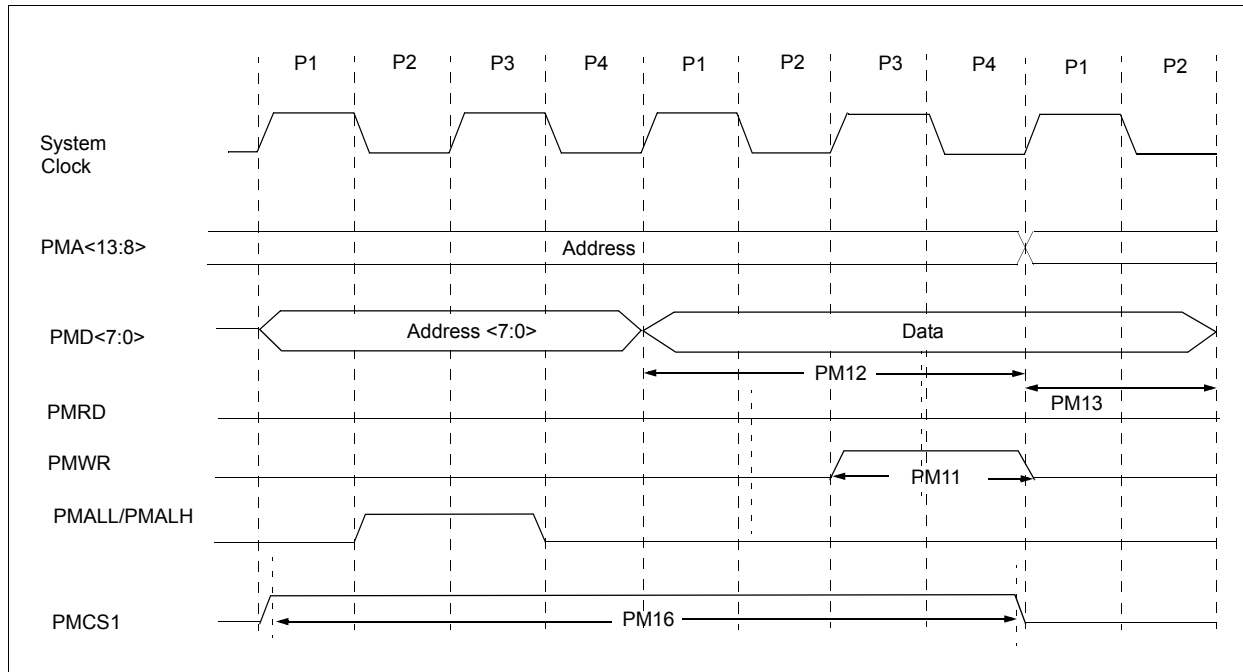 P1 P2 P3 P4 P1 P2 P3 P4 P1 P2
System
Clock
PMA<13:8>
Address
PMD<7:0>
Address <7:0>
Data
PM12
PM13
PMRD
PMWR
PM11
PMALL/PMALH
PMCS1
PM16